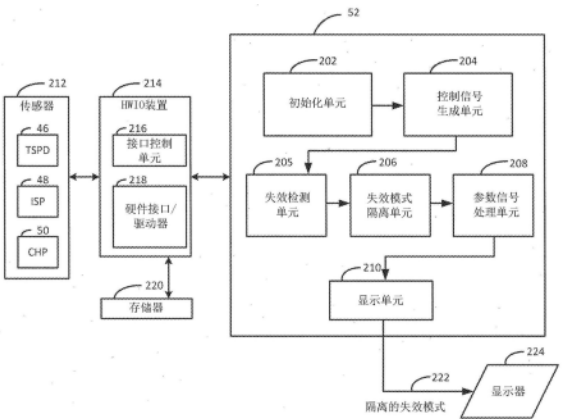 52
212
传感器
46
TSPD
48
ISP
50
CHP
214
HWIO装置
216
接口控制
单元
218
硬件接口/
驱动器
220
存储器
202
初始化单元
204
控制信号
生成单元
205
失效检测
单元
206
失效模式
隔离单元
208
参数信号
处理单元
210
显示单元
222
隔离的失效模式
224
显示器